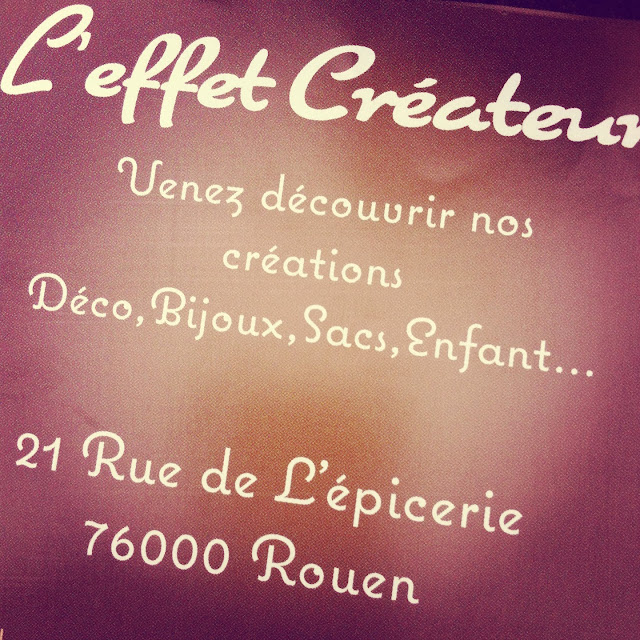 L'effet Créateur
Venez découvrir nos
créations
Déco, Bijoux, Sacs, Enfant...
21 Rue de L'épicerie
76000 Rouen